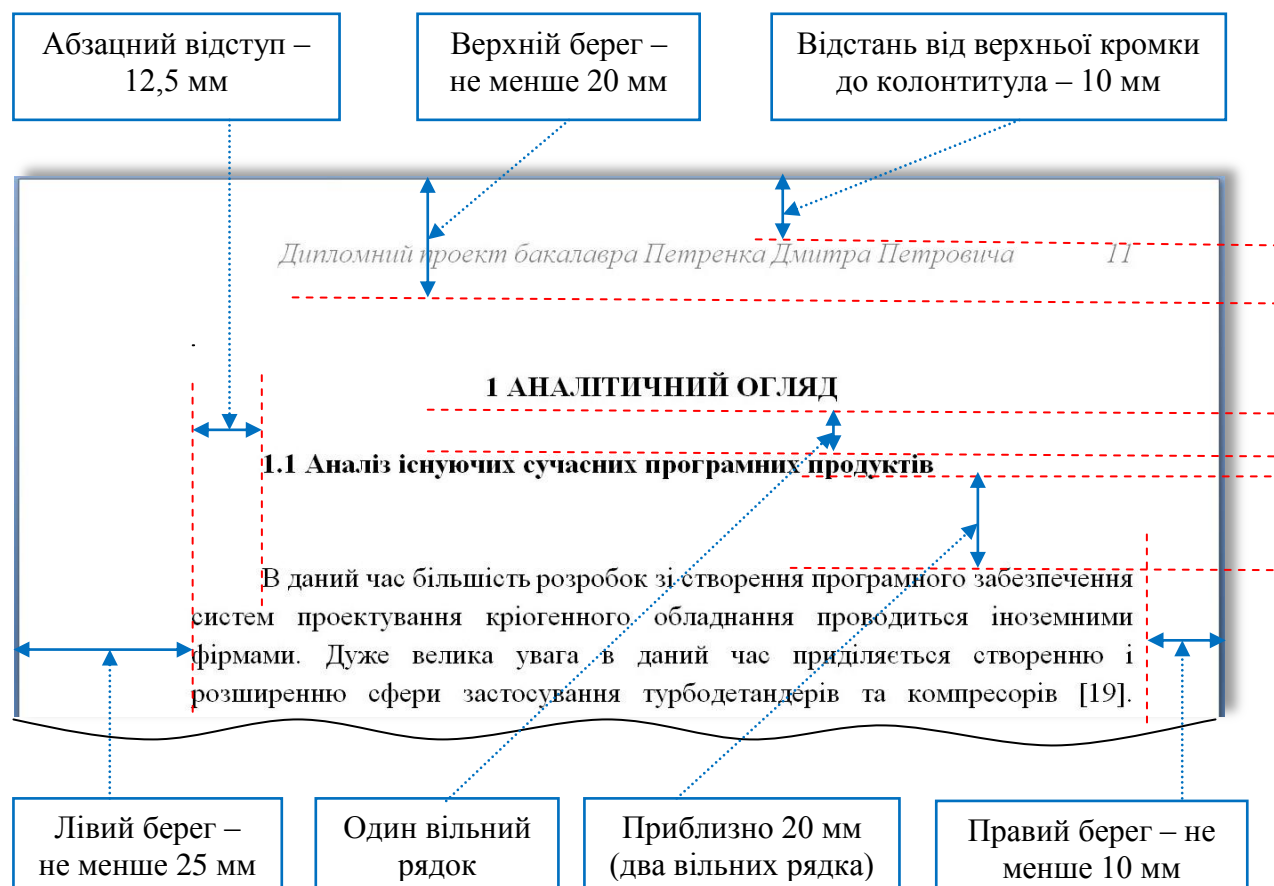 Абзацний відступ –
12,5 мм
Верхній берег –
не менше 20 мм
Відстань від верхньої кромки
до колонтитула – 10 мм
Дипломний проект бакалавра Петренка Дмитра Петровича 11
1 АНАЛІТИЧНИЙ ОГЛЯД
1.1 Аналіз існуючих сучасних програмних продуктів
В даний час більшість розробок зі створення програмного забезпечення
систем проектування кріогенного обладнання проводиться іноземними
фірмами. Дуже велика увага в даний час приділяється створенню і
розширенню сфери застосування турбодетандерів та компресорів [19].
Лівий берег –
не менше 25 мм
Один вільний
рядок
Приблизно 20 мм
(два вільних рядка)
Правий берег – не
менше 10 мм